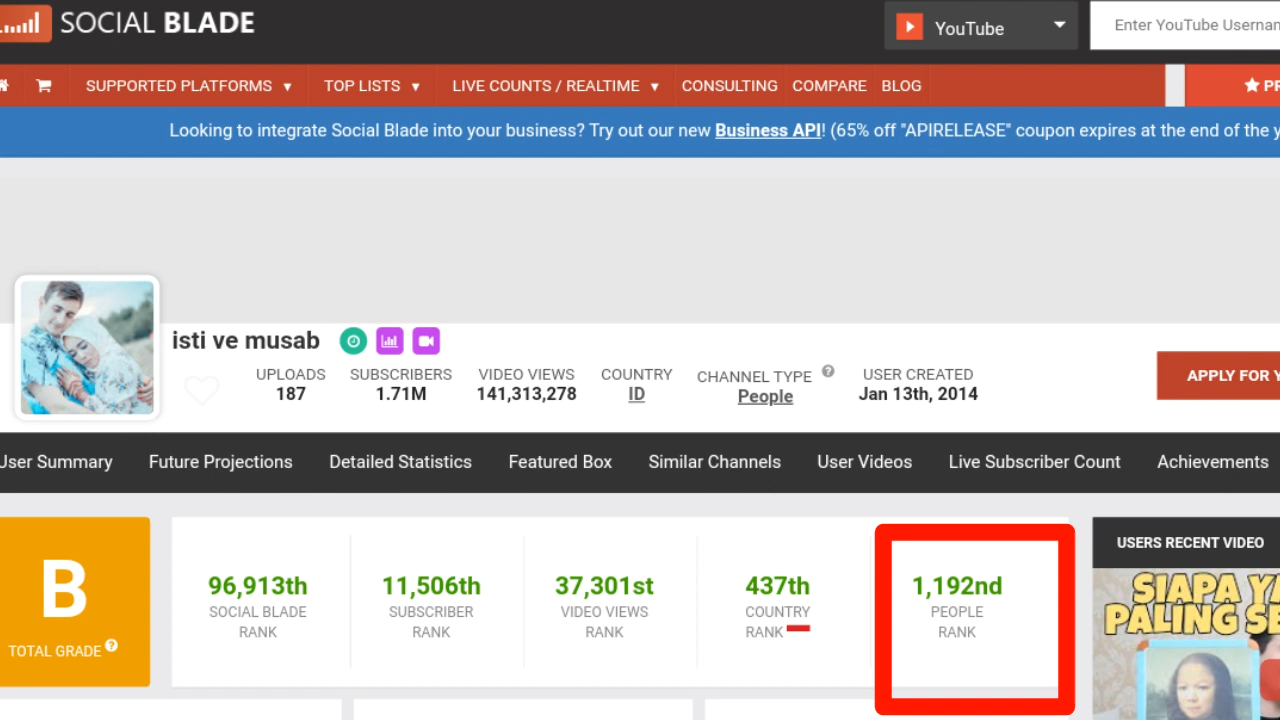 SOCIAL BLADE
YouTube
Enter YouTube Usernam
SUPPORTED PLATFORMS ▼ TOP LISTS ▼ LIVE COUNTS / REALTIME ▼ CONSULTING COMPARE BLOG
PR
Looking to integrate Social Blade into your business? Try out our new Business API! (65% off "APIRELEASE" coupon expires at the end of the y
isti ve musab
UPLOADS SUBSCRIBERS VIDEO VIEWS COUNTRY CHANNEL TYPE ? USER CREATED
187 1.71M 141,313,278 ID People Jan 13th, 2014
APPLY FOR Y
User Summary Future Projections Detailed Statistics Featured Box Similar Channels User Videos Live Subscriber Count Achievements
B
TOTAL GRADE ?
96,913th
SOCIAL BLADE
RANK
11,506th
SUBSCRIBER
RANK
37,301st
VIDEO VIEWS
RANK
437th
COUNTRY
RANK
1,192nd
PEOPLE
RANK
USERS RECENT VIDEO
SIAPA YA
PALING SE